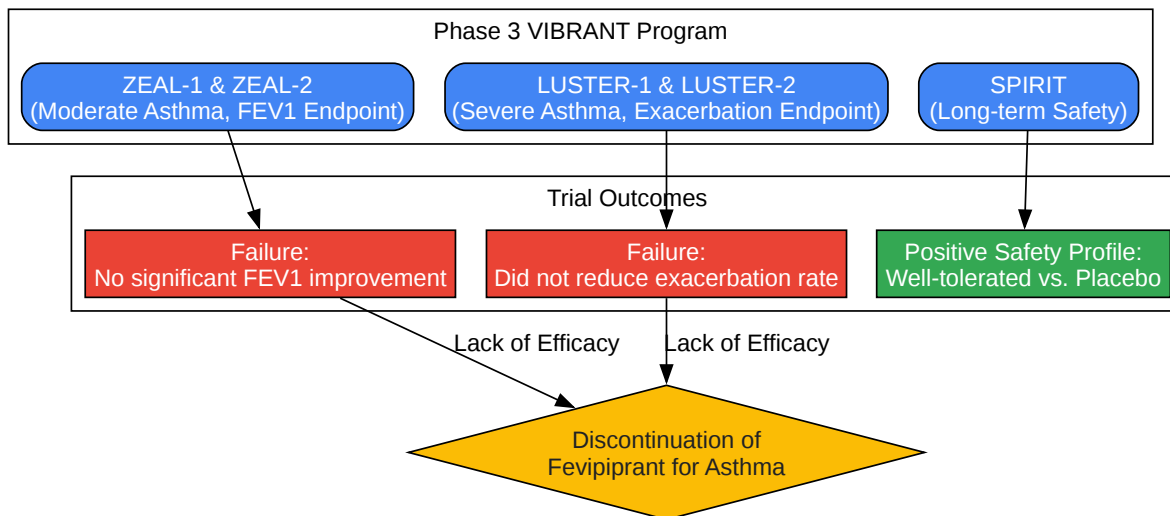 Phase 3 VIBRANT Program
ZEAL-1 & ZEAL-2
(Moderate Asthma, FEV1 Endpoint)
LUSTER-1 & LUSTER-2
(Severe Asthma, Exacerbation Endpoint)
SPIRIT
(Long-term Safety)
Trial Outcomes
Failure:
No significant FEV1 improvement
Failure:
Did not reduce exacerbation rate
Positive Safety Profile:
Well-tolerated vs. Placebo
Lack of Efficacy
Lack of Efficacy
Discontinuation of
Fevipiprant for Asthma